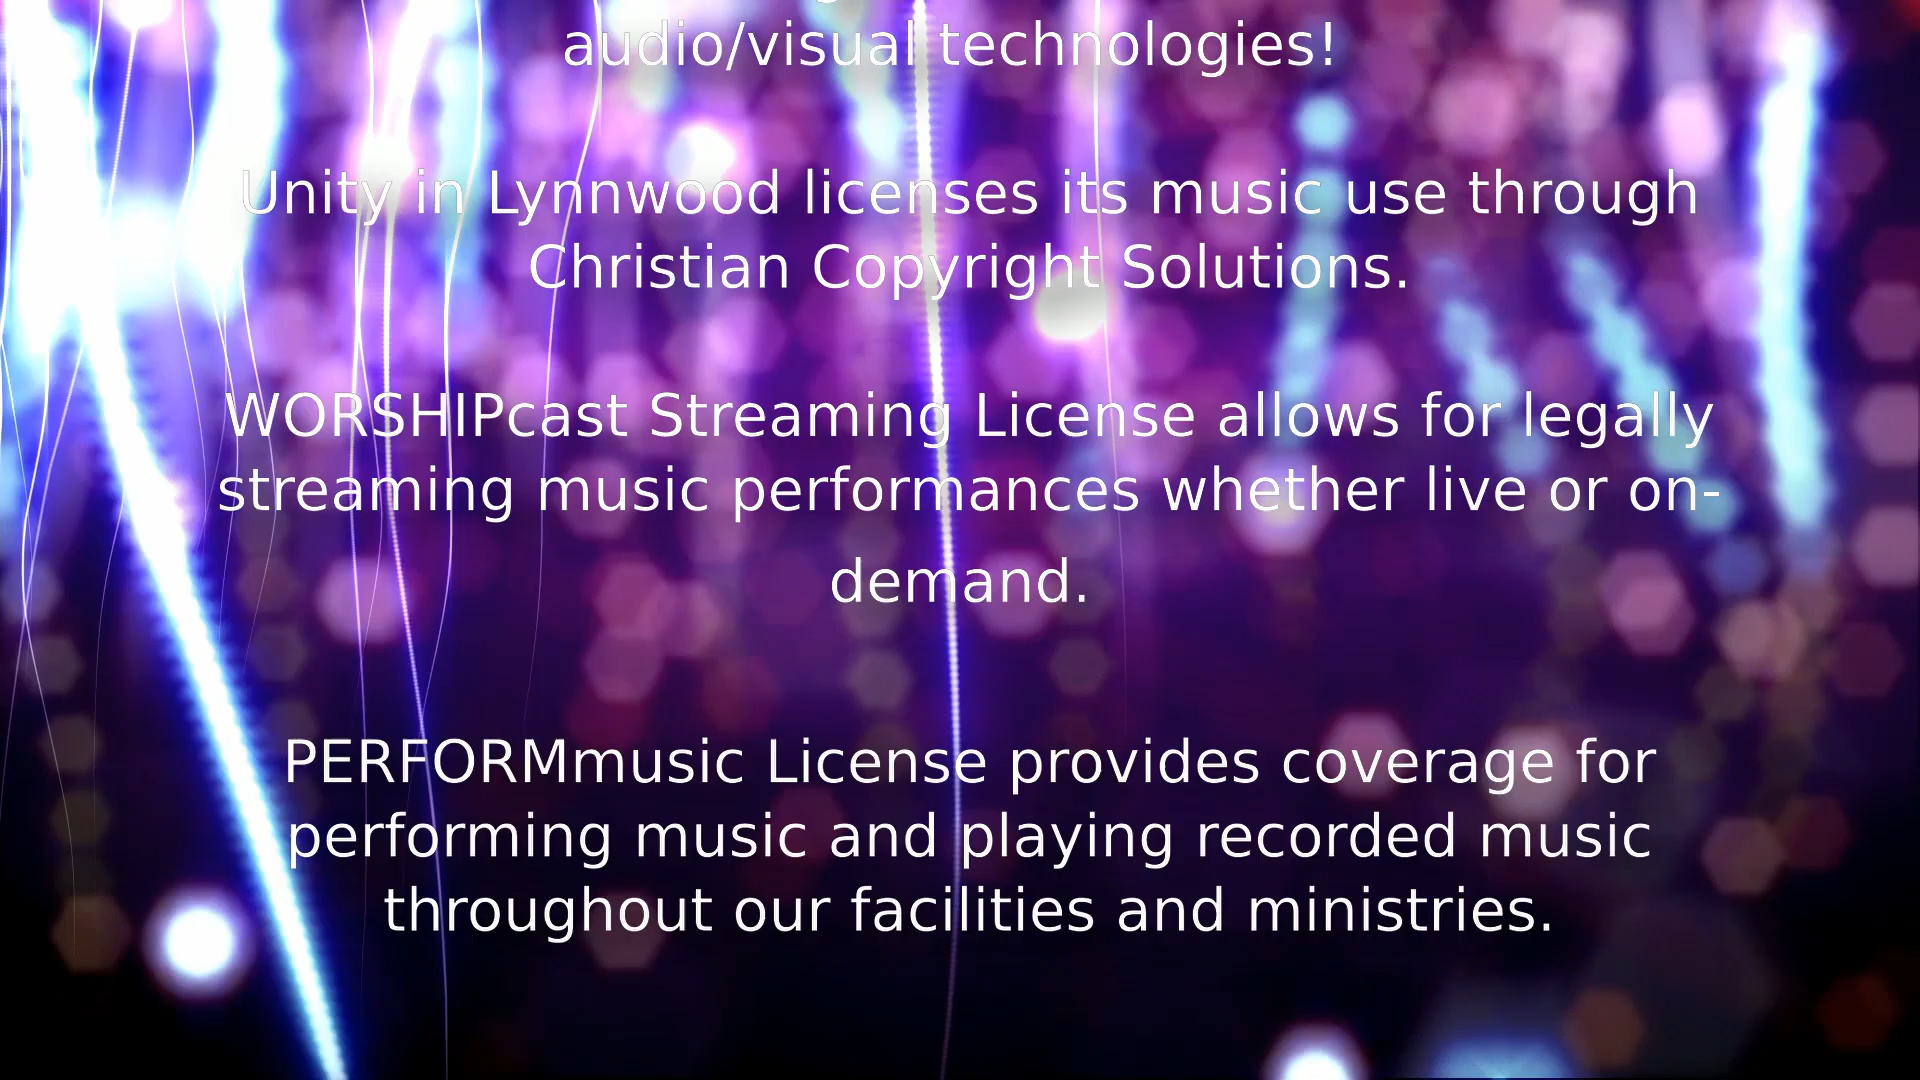 audio/visual technologies!
Unity in Lynnwood licenses its music use through
Christian Copyright Solutions.
WORSHIPcast Streaming License allows for legally
streaming music performances whether live or on-
demand.
PERFORMmusic License provides coverage for
performing music and playing recorded music
throughout our facilities and ministries.